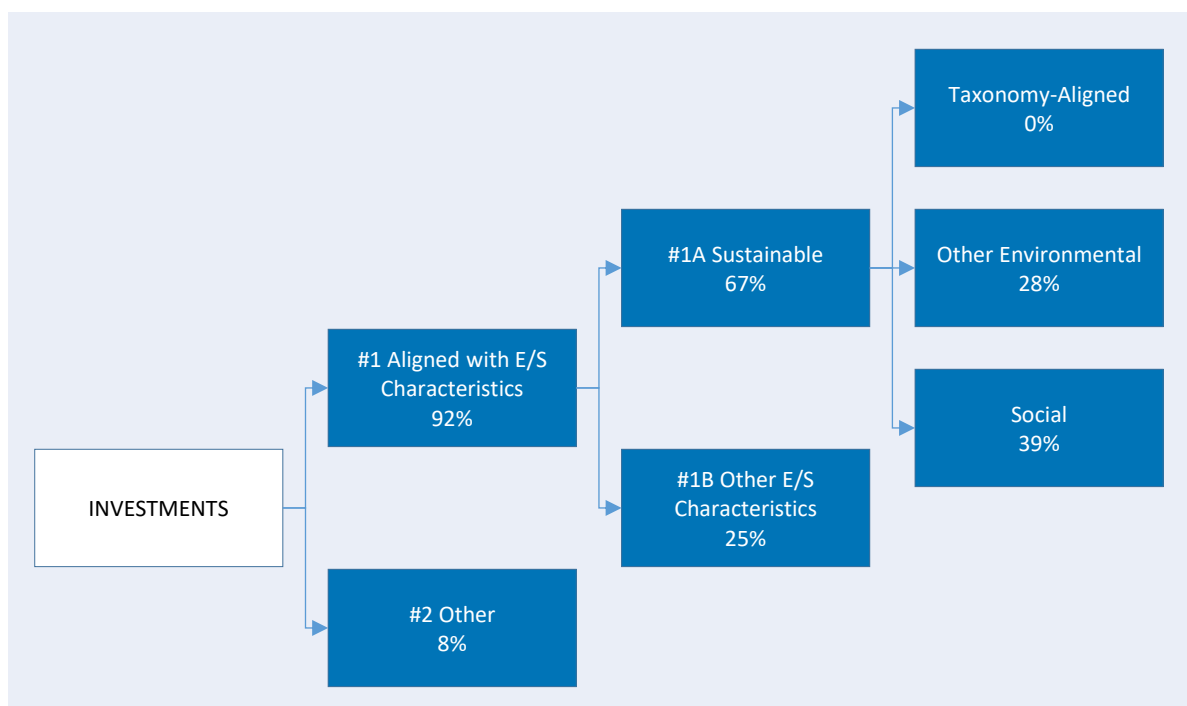 INVESTMENTS
#1 Aligned with E/S
Characteristics
92%
#2 Other
8%
#1A Sustainable
67%
#1B Other E/S
Characteristics
25%
Taxonomy-Aligned
0%
Other Environmental
28%
Social
39%